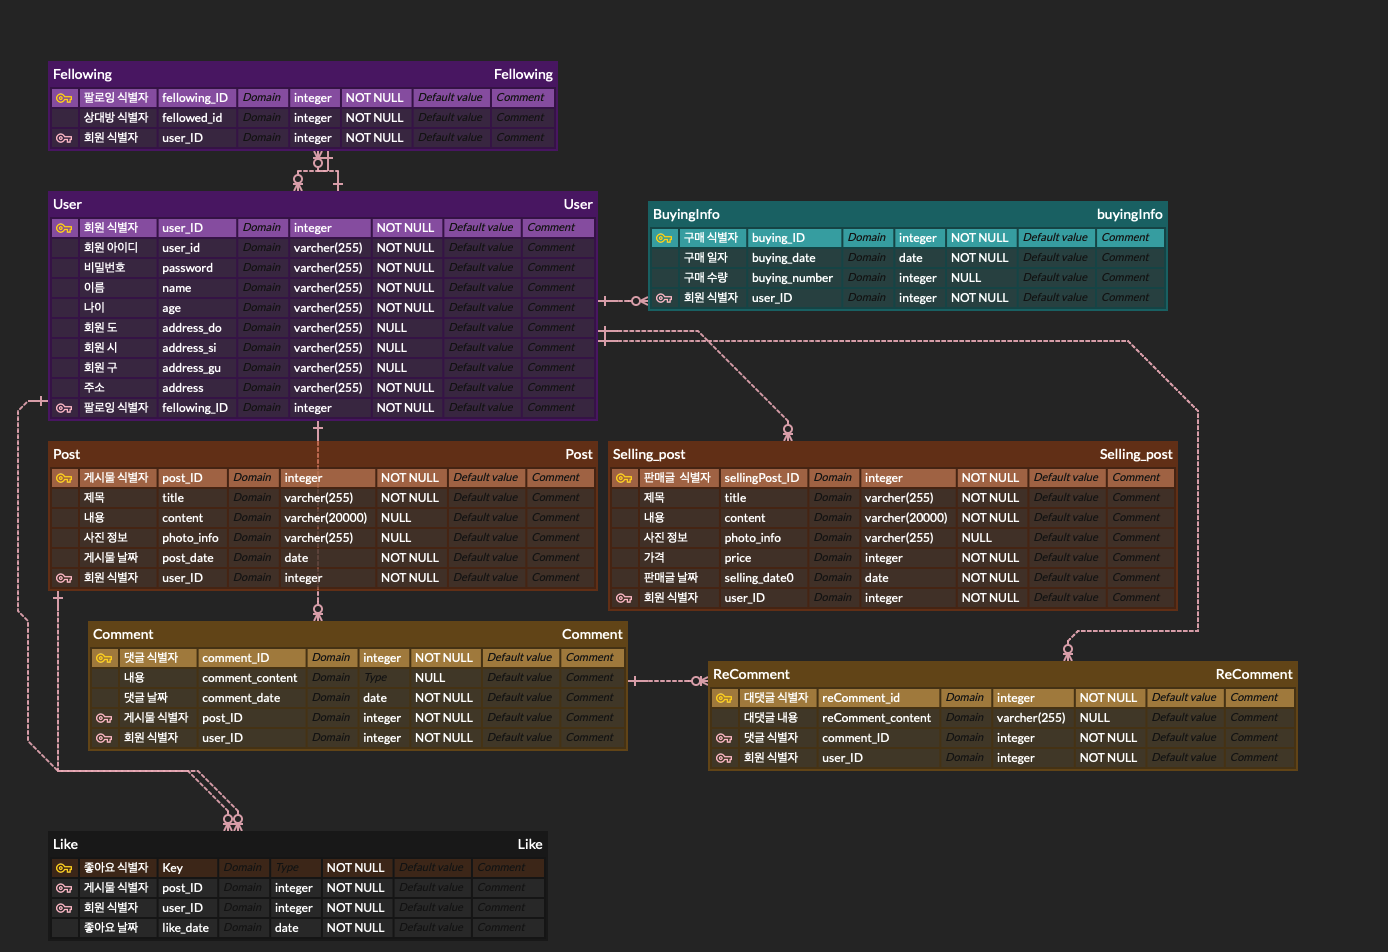 Fellowing Fellowing
팔로잉 식별자 fellowing_ID Domain integer NOT NULL Default value Comment
상대방 식별자 fellowed_id Domain integer NOT NULL Default value Comment
회원 식별자 user_ID Domain integer NOT NULL Default value Comment
User User
회원 식별자 user_ID Domain integer NOT NULL Default value Comment
회원 아이디 user_id Domain varchar(255) NOT NULL Default value Comment
비밀번호 password Domain varchar(255) NOT NULL Default value Comment
이름 name Domain varchar(255) NOT NULL Default value Comment
나이 age Domain varchar(255) NOT NULL Default value Comment
회원 도 address_do Domain varchar(255) NULL Default value Comment
회원 시 address_si Domain varchar(255) NULL Default value Comment
회원 구 address_gu Domain varchar(255) NULL Default value Comment
주소 address Domain varchar(255) NOT NULL Default value Comment
팔로잉 식별자 fellowing_ID Domain integer NOT NULL Default value Comment
BuyingInfo buyingInfo
구매 식별자 buying_ID Domain integer NOT NULL Default value Comment
구매 일자 buying_date Domain date NOT NULL Default value Comment
구매 수량 buying_number Domain integer NULL Default value Comment
회원 식별자 user_ID Domain integer NOT NULL Default value Comment
Post Post
게시물 식별자 post_ID Domain integer NOT NULL Default value Comment
제목 title Domain varchar(255) NOT NULL Default value Comment
내용 content Domain varchar(20000) NULL Default value Comment
사진 정보 photo_info Domain varchar(255) NULL Default value Comment
게시물 날짜 post_date Domain date NOT NULL Default value Comment
회원 식별자 user_ID Domain integer NOT NULL Default value Comment
Selling_post Selling_post
판매글 식별자 sellingPost_ID Domain integer NOT NULL Default value Comment
제목 title Domain varchar(255) NOT NULL Default value Comment
내용 content Domain varchar(20000) NOT NULL Default value Comment
사진 정보 photo_info Domain varchar(255) NULL Default value Comment
가격 price Domain integer NOT NULL Default value Comment
판매글 날짜 selling_date0 Domain date NOT NULL Default value Comment
회원 식별자 user_ID Domain integer NOT NULL Default value Comment
Comment Comment
댓글 식별자 comment_ID Domain integer NOT NULL Default value Comment
내용 comment_content Domain Type NULL Default value Comment
댓글 날짜 comment_date Domain date NOT NULL Default value Comment
게시물 식별자 post_ID Domain integer NOT NULL Default value Comment
회원 식별자 user_ID Domain integer NOT NULL Default value Comment
ReComment ReComment
대댓글 식별자 reComment_id Domain integer NOT NULL Default value Comment
대댓글 내용 reComment_content Domain varchar(255) NULL Default value Comment
댓글 식별자 comment_ID Domain integer NOT NULL Default value Comment
회원 식별자 user_ID Domain integer NOT NULL Default value Comment
Like Like
좋아요 식별자 Key Domain Type NOT NULL Default value Comment
게시물 식별자 post_ID Domain integer NOT NULL Default value Comment
회원 식별자 user_ID Domain integer NOT NULL Default value Comment
좋아요 날짜 like_date Domain date NOT NULL Default value Comment